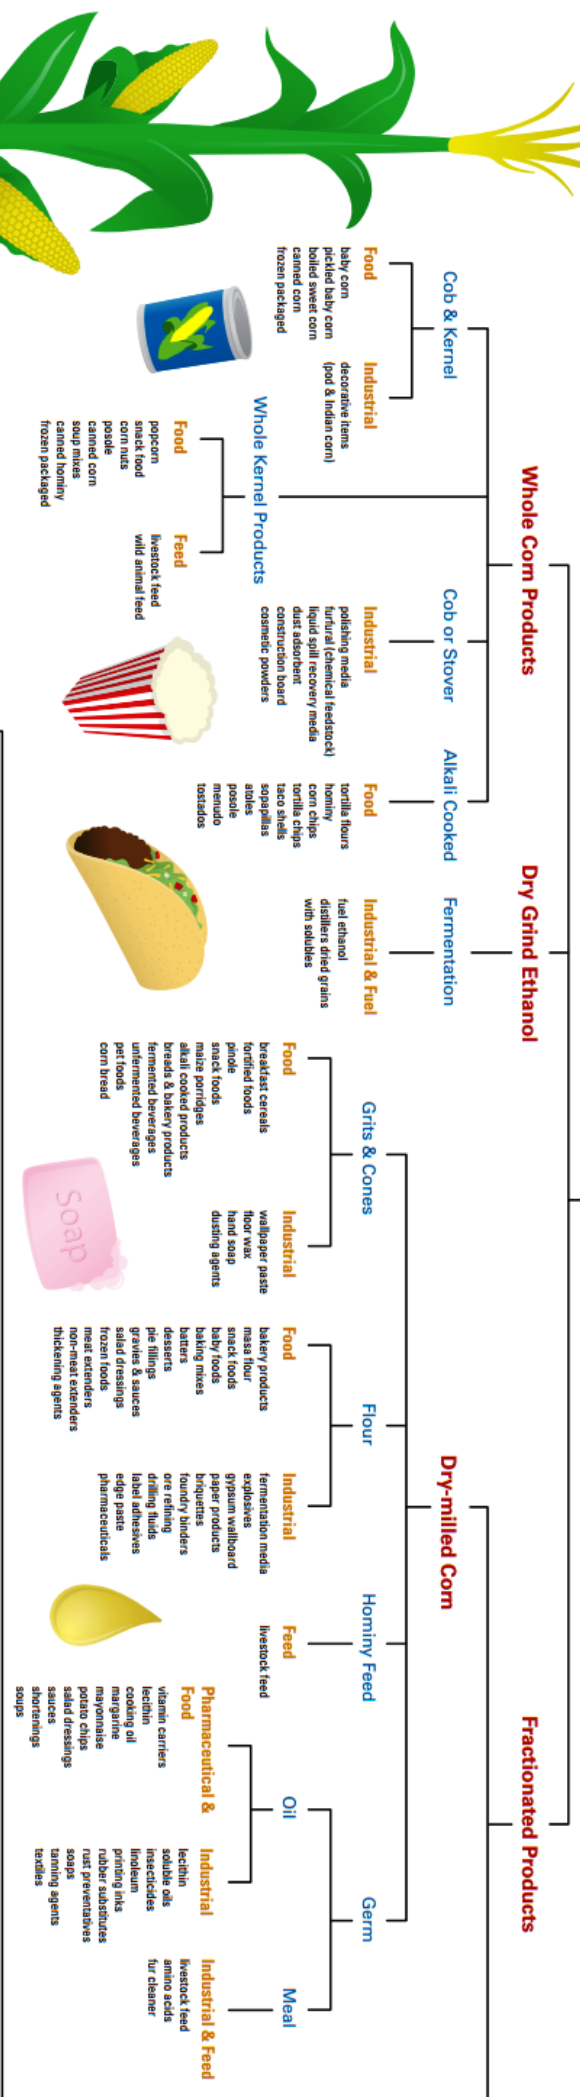 Whole Corn Products
Cob & Kernel
Food
baby corn
pickled baby corn
boiled sweet corn
canned corn
frozen packaged
Industrial
decorative items
(pod & Indian corn)
Whole Kernel Products
Food
popcorn
snack food
corn nuts
posole
canned corn
soup mixes
canned hominy
frozen packaged
Feed
livestock feed
wild animal feed
Cob or Stover
Industrial
polishing media
furfural (chemical feedstock)
liquid spill recovery media
dust adsorbent
construction board
cosmetic powders
Alkali Cooked
Food
tortilla flours
hominy
corn chips
tortilla chips
taco shells
sopapillas
atoles
posole
menudo
tostados
Dry Grind Ethanol
Fermentation
Industrial & Fuel
fuel ethanol
distillers dried grains
with solubles
Fractionated Products
Dry-milled Corn
Grits & Cones
Food
breakfast cereals
fortified foods
pinole
snack foods
maize porridges
alkali cooked products
breads & bakery products
fermented beverages
unfermented beverages
pet foods
corn bread
Industrial
wallpaper paste
floor wax
hand soap
dusting agents
Soap
Flour
Food
bakery products
masa flour
snack foods
baby foods
baking mixes
batters
desserts
pie fillings
gravies & sauces
salad dressings
frozen foods
meat extenders
non-meat extenders
thickening agents
Industrial
fermentation media
explosives
gypsum wallboard
paper products
briquettes
foundry binders
ore refining
drilling fluids
label adhesives
edge paste
pharmaceuticals
Hominy Feed
Feed
livestock feed
Germ
Oil
Pharmaceutical &
Food
vitamin carriers
lecithin
cooking oil
margarine
mayonnaise
potato chips
salad dressings
sauces
shortenings
soups
Industrial
lecithin
soluble oils
insecticides
linoleum
printing inks
rubber substitutes
rust preventatives
soaps
tanning agents
textiles
Meal
Industrial & Feed
livestock feed
amino acids
fur cleaner